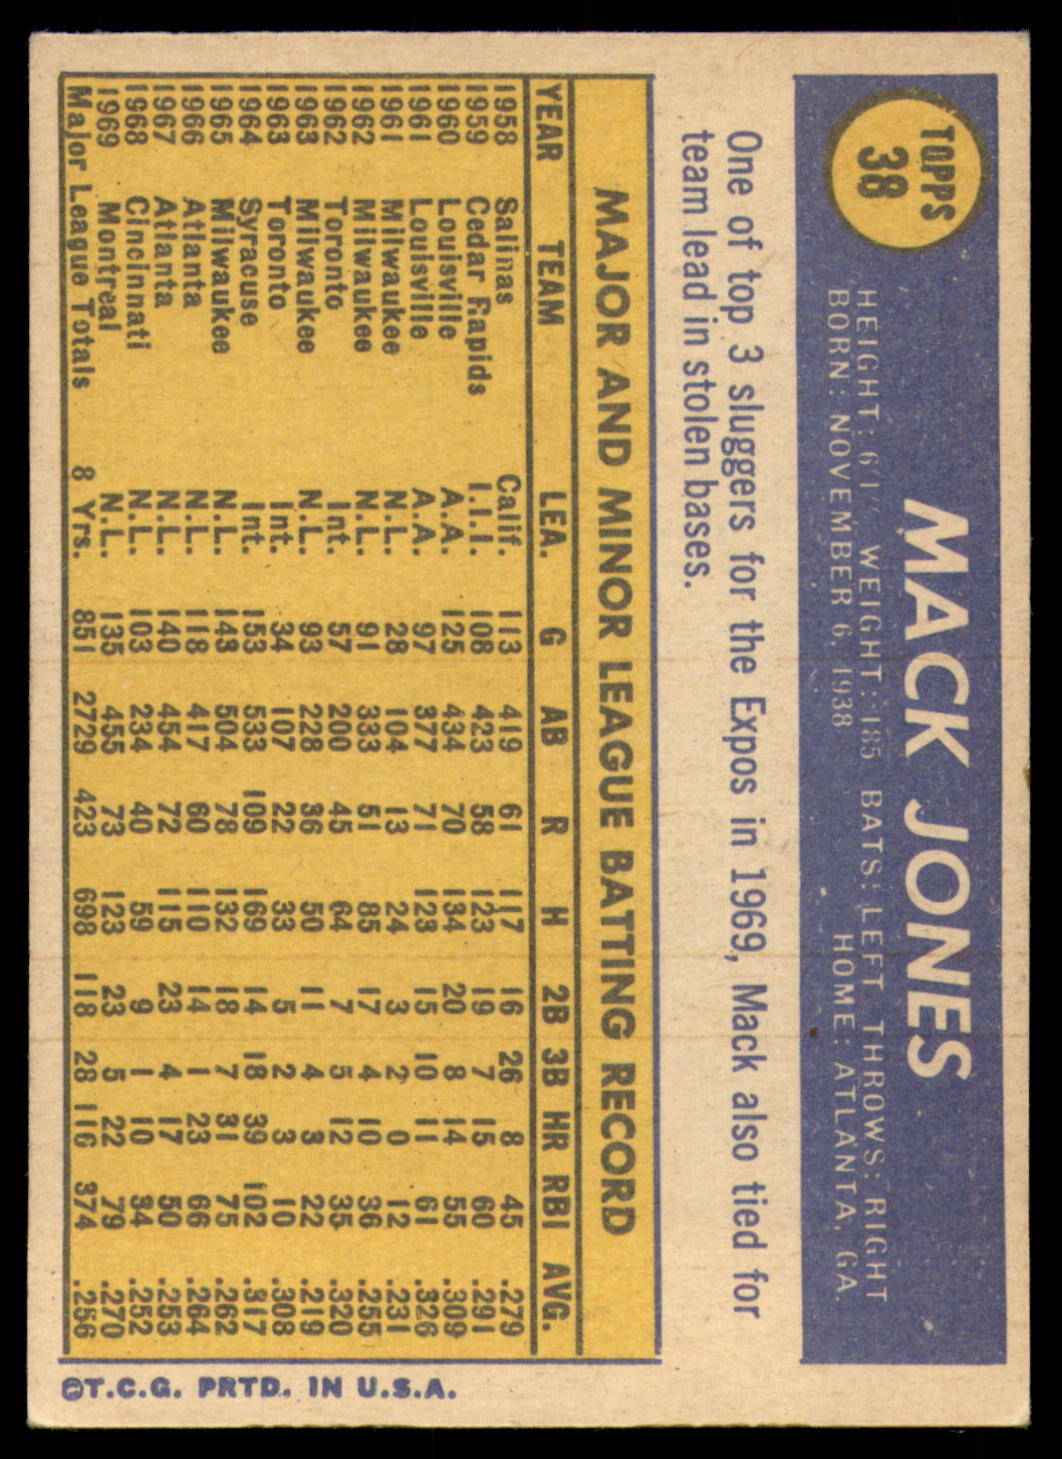 TOPPS
38
MACK JONES
HEIGHT: 6'1" WEIGHT: 185 BATS: LEFT THROWS: RIGHT
BORN: NOVEMBER 6, 1938 HOME: ATLANTA, GA.
One of top 3 sluggers for the Expos in 1969, Mack also tied for
team lead in stolen bases.
MAJOR AND MINOR LEAGUE BATTING RECORD
YEAR TEAM LEA. G AB R H 2B 3B HR RBI AVG.
1958 Salinas Calif. 113 419 61 117 16 26 8 45 .279
1959 Cedar Rapids I.I.I. 108 423 58 123 19 7 15 60 .291
1960 Louisville A.A. 125 434 70 134 20 8 14 55 .309
1961 Louisville A.A. 97 377 71 123 15 10 11 61 .326
1961 Milwaukee N.L. 28 104 13 24 3 2 0 12 .231
1962 Milwaukee N.L. 91 333 51 85 17 4 10 36 .255
1962 Toronto Int. 57 200 45 64 7 5 12 35 .320
1963 Milwaukee N.L. 93 228 36 50 11 4 3 22 .219
1963 Toronto Int. 34 107 22 33 5 2 3 10 .308
1964 Syracuse Int. 153 533 109 169 14 18 39 102 .317
1965 Milwaukee N.L. 143 504 78 132 18 7 31 75 .262
1966 Atlanta N.L. 118 417 60 110 14 1 23 66 .264
1967 Atlanta N.L. 140 454 72 115 23 4 17 50 .253
1968 Cincinnati N.L. 103 234 40 59 9 1 10 34 .252
1969 Montreal N.L. 135 455 73 123 23 5 22 79 .270
Major League Totals 8 Yrs. 851 2729 423 698 118 28 116 374 .256
©T.C.G. PRTD. IN U.S.A.